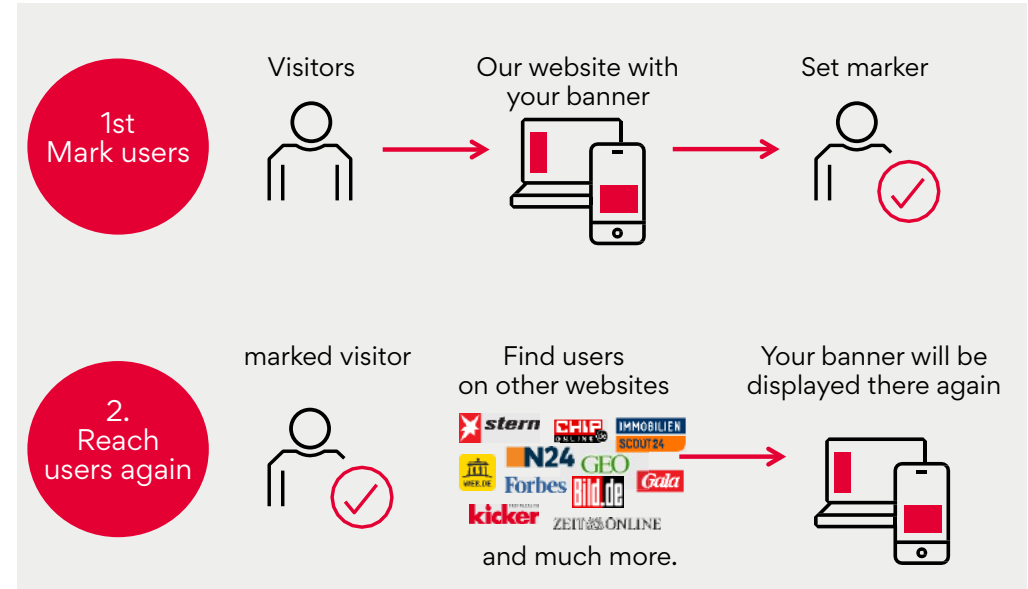 Visitors
Our website with
your banner
Set marker
1st
Mark users
marked visitor
Find users
on other websites
Your banner will be
displayed there again
2.
Reach
users again
stern
CHIP
ONLINE
IMMOBILIEN
SCOUT24
N24
GEO
WEB.DE
Forbes
Bild.de
Gala
kicker
ZEIT ONLINE
and much more.